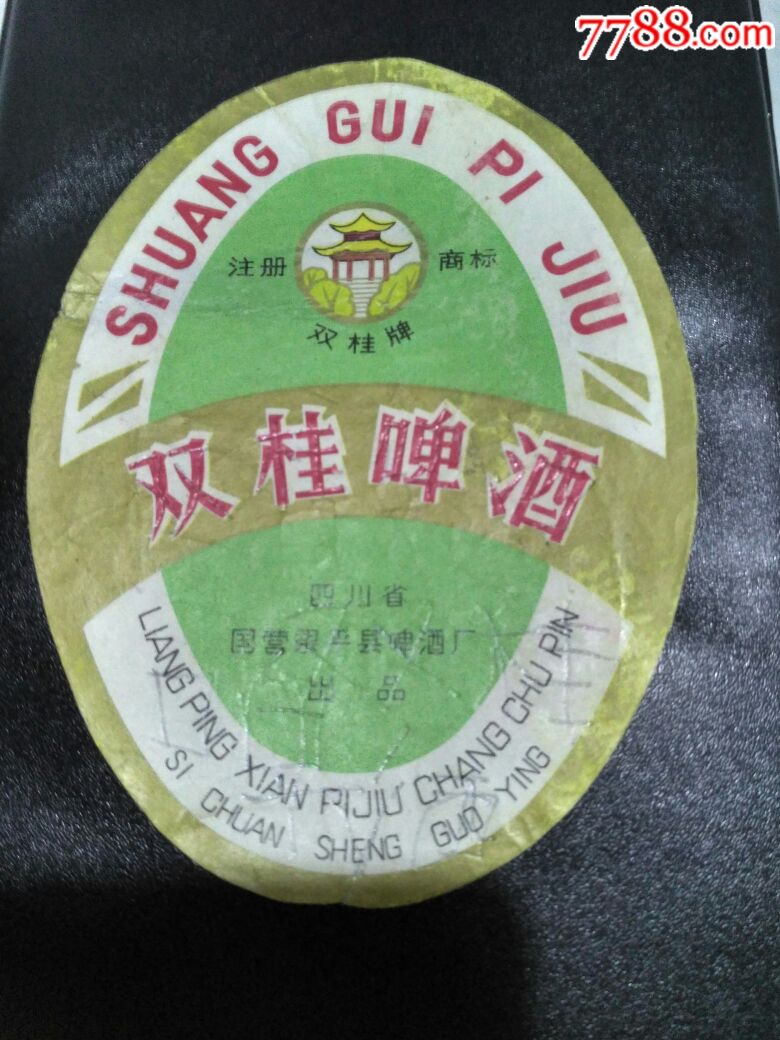 7788.com
SHUANG GUI PI JIU
注册 商标
双桂牌
双桂啤酒
四川省
国营梁平县啤酒厂
出品
LIANG PING XIAN PIJIU CHANG CHU PIN
SI CHUAN SHENG GUO YING